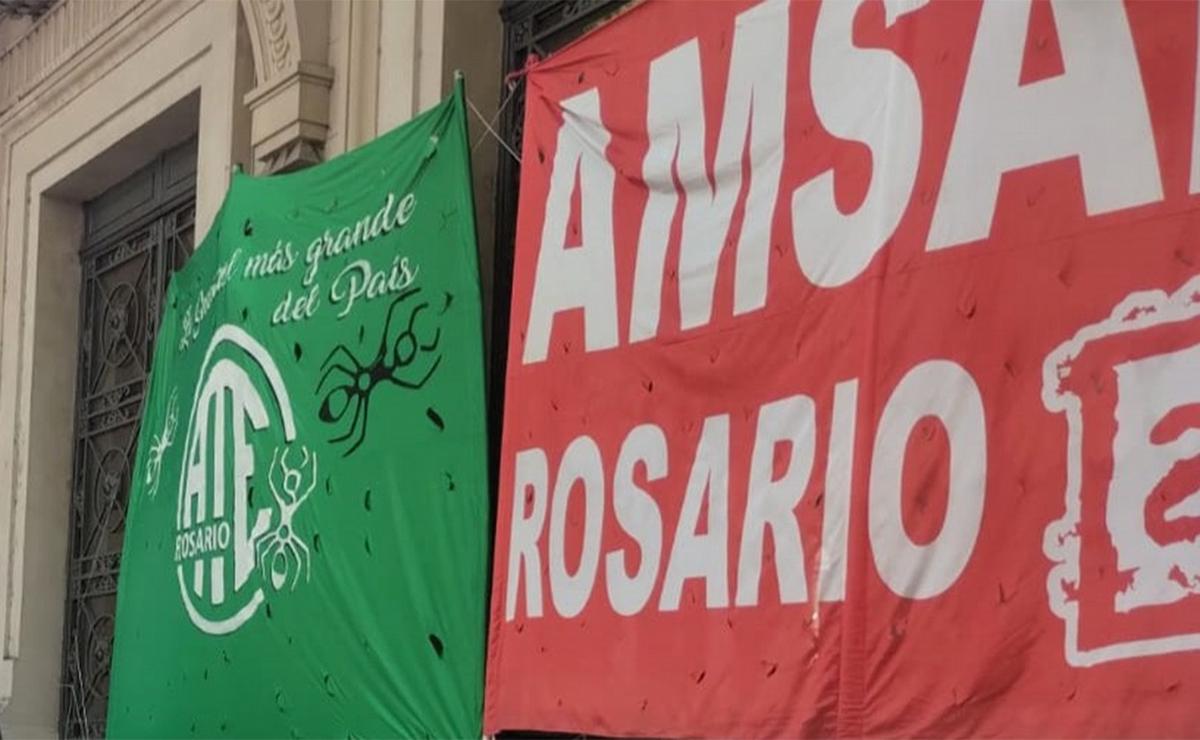 más grande
del País
ATE
ROSARIO
AMSA
ROSARIO